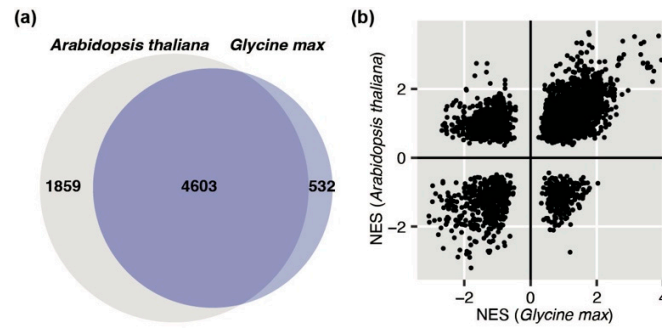 (a)
Arabidopsis thaliana Glycine max
1859 4603 532
(b)
NES (Arabidopsis thaliana)
2
0
−2
−2 0 2 4
NES (Glycine max)